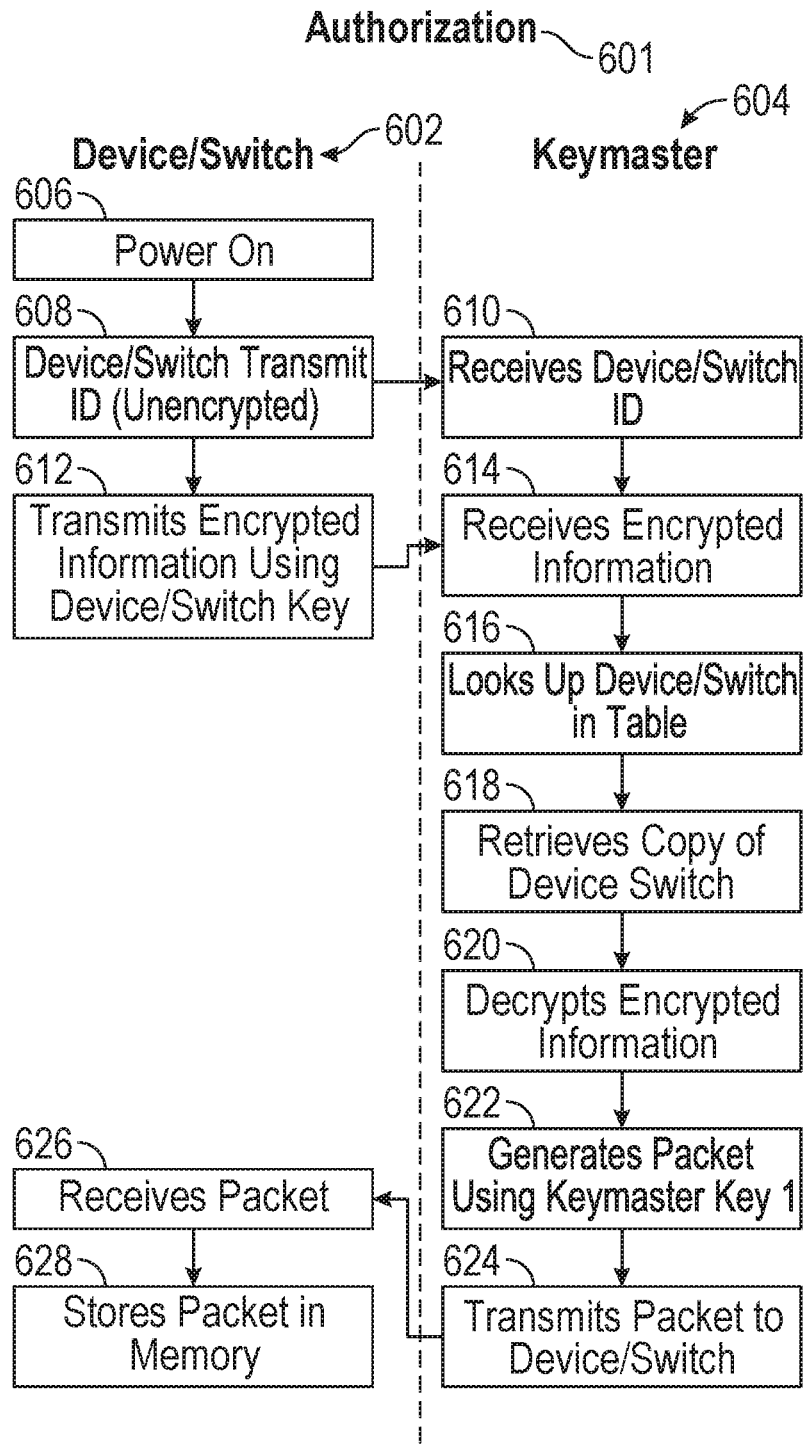 Authorization
601
604
602
Device/Switch
Keymaster
606
Power On
608
Device/Switch Transmit
ID (Unencrypted)
610
Receives Device/Switch
ID
612
Transmits Encrypted
Information Using
Device/Switch Key
614
Receives Encrypted
Information
616
Looks Up Device/Switch
in Table
618
Retrieves Copy of
Device Switch
620
Decrypts Encrypted
Information
622
Generates Packet
Using Keymaster Key 1
624
Transmits Packet to
Device/Switch
626
Receives Packet
628
Stores Packet in
Memory